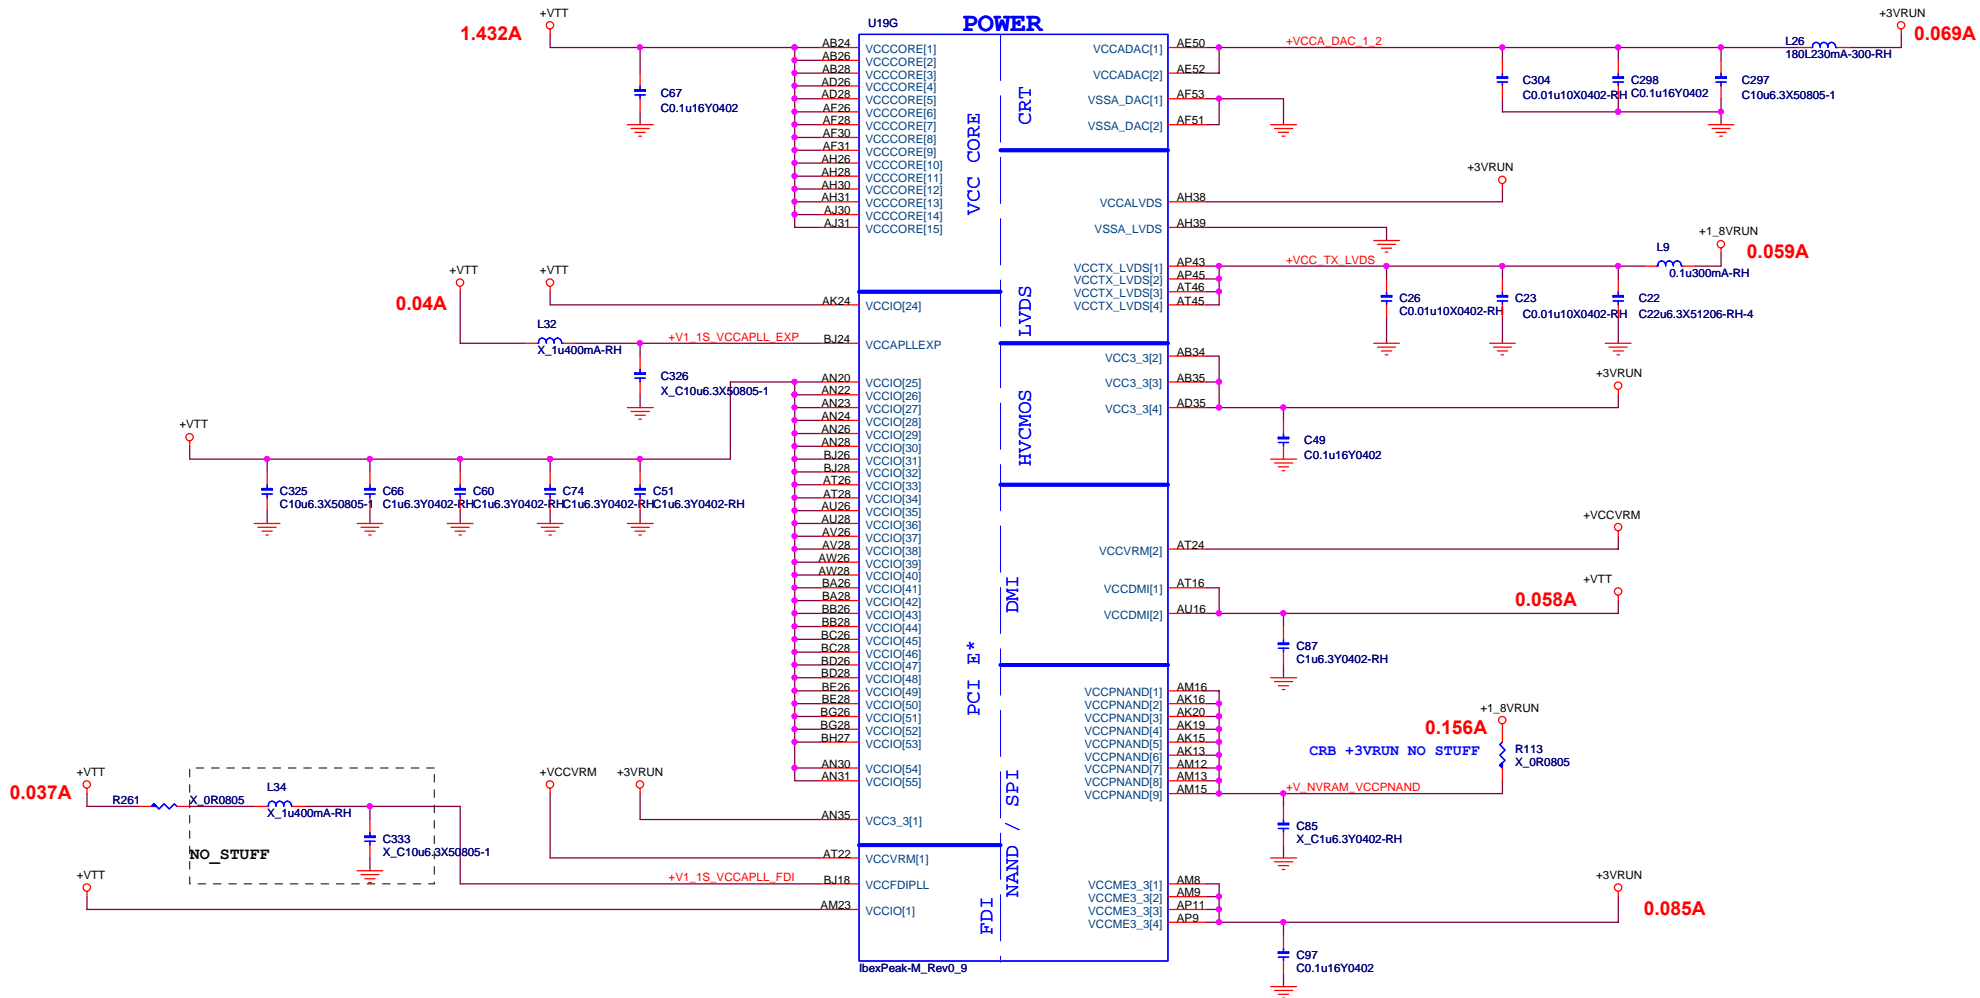 POWER
U19G
+VTT
1.432A
C67
C0.1u16Y0402
AB24 VCCCORE[1]
AB26 VCCCORE[2]
AB28 VCCCORE[3]
AD26 VCCCORE[4]
AD28 VCCCORE[5]
AF26 VCCCORE[6]
AF28 VCCCORE[7]
AF30 VCCCORE[8]
AF31 VCCCORE[9]
AH26 VCCCORE[10]
AH28 VCCCORE[11]
AH30 VCCCORE[12]
AH31 VCCCORE[13]
AJ30 VCCCORE[14]
AJ31 VCCCORE[15]
VCC CORE
+VTT
+VTT
0.04A
AK24 VCCIO[24]
L32
X_1u400mA-RH
+V1_1S_VCCAPLL_EXP
BJ24 VCCAPLLEXP
C326
X_C10u6.3X50805-1
+VTT
C325
C10u6.3X50805-1
C66
C1u6.3Y0402-RH
C60
C1u6.3Y0402-RH
C74
C1u6.3Y0402-RH
C51
C1u6.3Y0402-RH
AN20 VCCIO[25]
AN22 VCCIO[26]
AN23 VCCIO[27]
AN24 VCCIO[28]
AN26 VCCIO[29]
AN28 VCCIO[30]
BJ26 VCCIO[31]
BJ28 VCCIO[32]
AT26 VCCIO[33]
AT28 VCCIO[34]
AU26 VCCIO[35]
AU28 VCCIO[36]
AV26 VCCIO[37]
AV28 VCCIO[38]
AW26 VCCIO[39]
AW28 VCCIO[40]
BA26 VCCIO[41]
BA28 VCCIO[42]
BB26 VCCIO[43]
BB28 VCCIO[44]
BC26 VCCIO[45]
BC28 VCCIO[46]
BD26 VCCIO[47]
BD28 VCCIO[48]
BE26 VCCIO[49]
BE28 VCCIO[50]
BG26 VCCIO[51]
BG28 VCCIO[52]
BH27 VCCIO[53]
AN30 VCCIO[54]
AN31 VCCIO[55]
PCI E*
+VTT
0.037A
R261
X_0R0805
L34
X_1u400mA-RH
C333
X_C10u6.3X50805-1
NO_STUFF
+VCCVRM
+3VRUN
AN35 VCC3_3[1]
AT22 VCCVRM[1]
+V1_1S_VCCAPLL_FDI
BJ18 VCCFDIPLL
+VTT
AM23 VCCIO[1]
FDI
IbexPeak-M_Rev0_9
CRT
VCCADAC[1] AE50
VCCADAC[2] AE52
VSSA_DAC[1] AF53
VSSA_DAC[2] AF51
+VCCA_DAC_1_2
+3VRUN
0.069A
L26
180L230mA-300-RH
C304
C0.01u10X0402-RH
C298
C0.1u16Y0402
C297
C10u6.3X50805-1
LVDS
+3VRUN
VCCALVDS AH38
VSSA_LVDS AH39
VCCTX_LVDS[1] AP43
VCCTX_LVDS[2] AP45
VCCTX_LVDS[3] AT46
VCCTX_LVDS[4] AT45
+VCC_TX_LVDS
+1_8VRUN
0.059A
L9
0.1u300mA-RH
C26
C0.01u10X0402-RH
C23
C0.01u10X0402-RH
C22
C22u6.3X51206-RH-4
HVCMOS
VCC3_3[2] AB34
VCC3_3[3] AB35
VCC3_3[4] AD35
+3VRUN
C49
C0.1u16Y0402
DMI
+VCCVRM
VCCVRM[2] AT24
VCCDMI[1] AT16
VCCDMI[2] AU16
+VTT
0.058A
C87
C1u6.3Y0402-RH
NAND / SPI
VCCPNAND[1] AM16
VCCPNAND[2] AK16
VCCPNAND[3] AK20
VCCPNAND[4] AK19
VCCPNAND[5] AK15
VCCPNAND[6] AK13
VCCPNAND[7] AM12
VCCPNAND[8] AM13
VCCPNAND[9] AM15
+1_8VRUN
0.156A
CRB +3VRUN NO STUFF
R113
X_0R0805
+V_NVRAM_VCCPNAND
C85
X_C1u6.3Y0402-RH
VCCME3_3[1] AM8
VCCME3_3[2] AM9
VCCME3_3[3] AP11
VCCME3_3[4] AP9
+3VRUN
0.085A
C97
C0.1u16Y0402